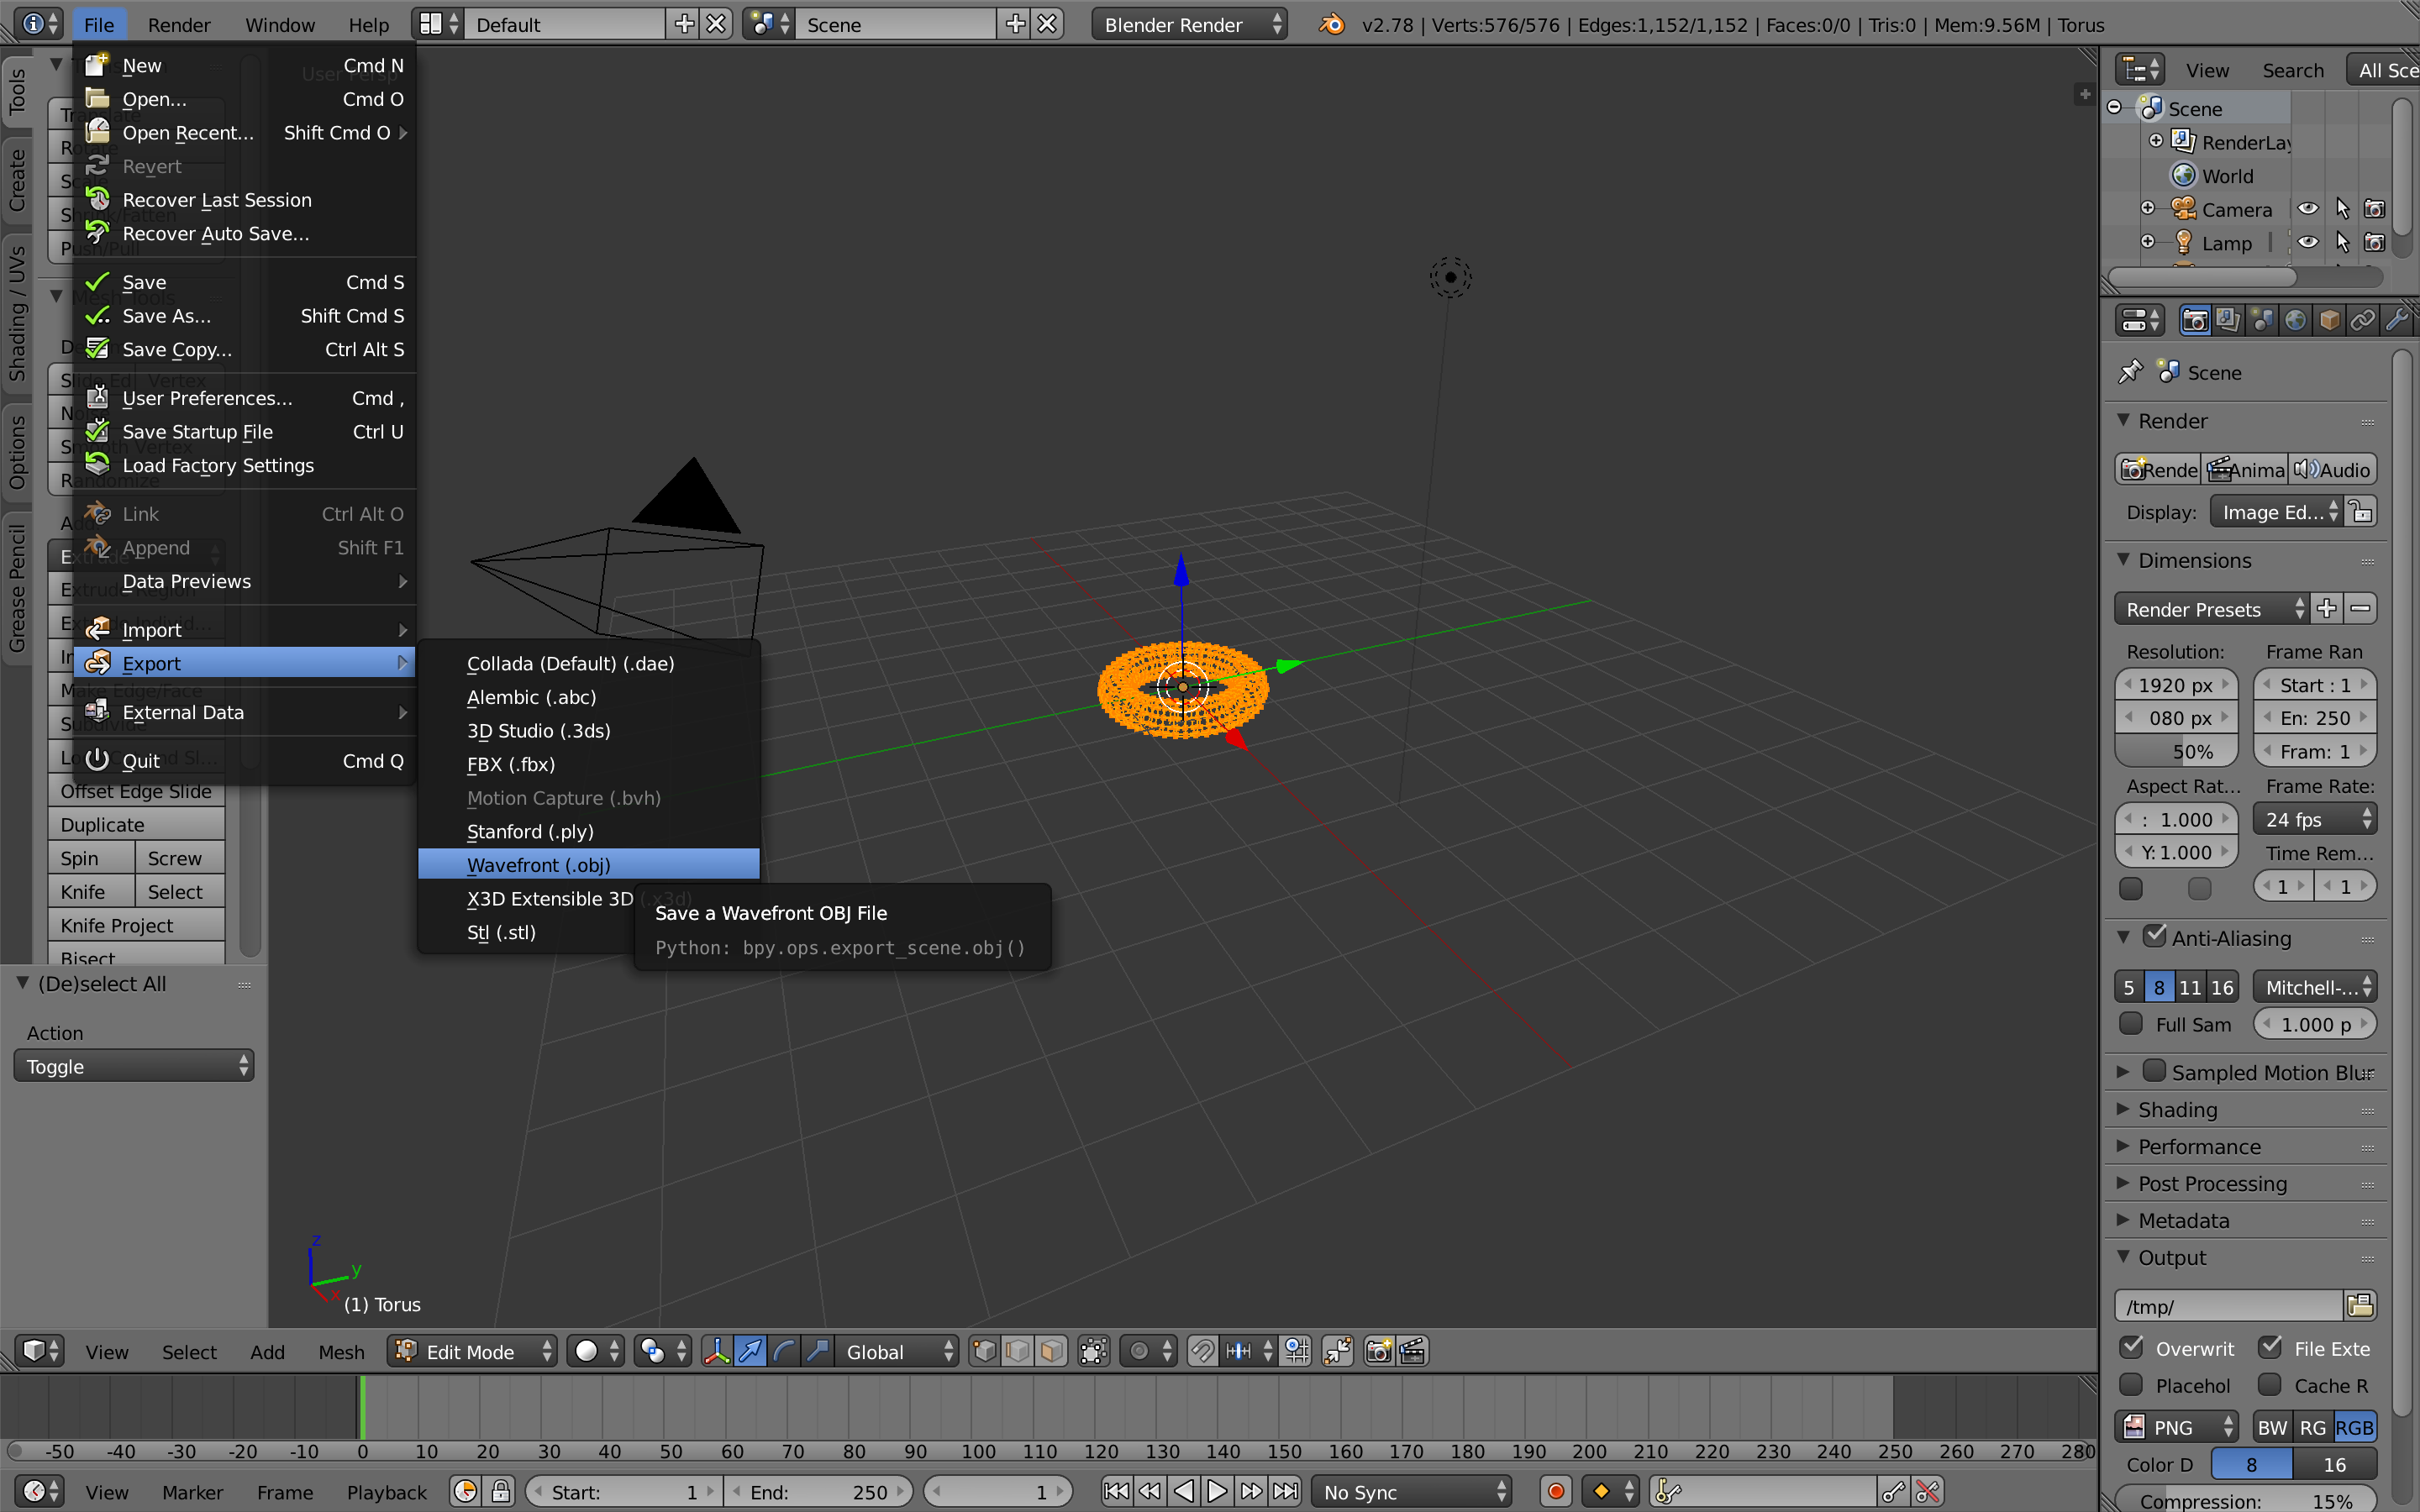 File Render Window Help Default Scene Blender Render v2.78 | Verts:576/576 | Edges:1,152/1,152 | Faces:0/0 | Tris:0 | Mem:9.56M | Torus
New Cmd N
Open... Cmd O
Open Recent... Shift Cmd O
Revert
Recover Last Session
Recover Auto Save...
Save Cmd S
Save As... Shift Cmd S
Save Copy... Ctrl Alt S
User Preferences... Cmd ,
Save Startup File Ctrl U
Load Factory Settings
Link Ctrl Alt O
Append Shift F1
Data Previews
Import
Export
External Data
Quit Cmd Q
Collada (Default) (.dae)
Alembic (.abc)
3D Studio (.3ds)
FBX (.fbx)
Motion Capture (.bvh)
Stanford (.ply)
Wavefront (.obj)
X3D Extensible 3D (.x3d)
Stl (.stl)
Save a Wavefront OBJ File
Python: bpy.ops.export_scene.obj()
Tools
Create
Shading / UVs
Options
Grease Pencil
User Persp
Mesh Tools
Randomize
Offset Edge Slide
Duplicate
Spin Screw
Knife Select
Knife Project
Bisect
(De)select All
Action
Toggle
z
y
x
(1) Torus
View Select Add Mesh Edit Mode Global
-50 -40 -30 -20 -10 0 10 20 30 40 50 60 70 80 90 100 110 120 130 140 150 160 170 180 190 200 210 220 230 240 250 260 270 280
View Marker Frame Playback Start: 1 End: 250 1 No Sync
View Search All Sce
Scene
RenderLay
World
Camera
Lamp
Scene
Render
Rende Anima Audio
Display: Image Ed...
Dimensions
Render Presets
Resolution: Frame Ran
1920 px Start : 1
080 px En: 250
50% Fram: 1
Aspect Rat... Frame Rate:
: 1.000 24 fps
Y: 1.000 Time Rem...
1 1
Anti-Aliasing
5 8 11 16 Mitchell-...
Full Sam 1.000 p
Sampled Motion Blur
Shading
Performance
Post Processing
Metadata
Output
/tmp/
Overwrit File Exte
Placehol Cache R
PNG BW RG RGB
Color D 8 16
Compression: 15%